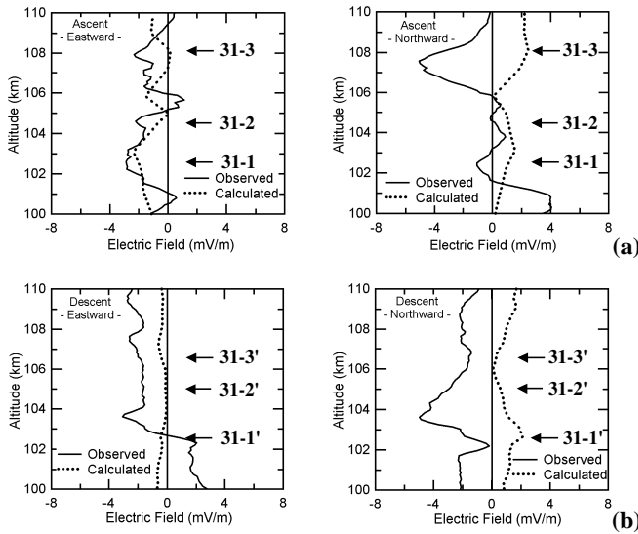 Ascent
- Eastward -
31-3
31-2
31-1
Observed
Calculated
110
108
106
104
102
100
Altitude (km)
-8 -4 0 4 8
Electric Field (mV/m)
Ascent
- Northward -
31-3
31-2
31-1
Observed
Calculated
110
108
106
104
102
100
Altitude (km)
-8 -4 0 4 8
Electric Field (mV/m)
(a)
Descent
- Eastward -
31-3'
31-2'
31-1'
Observed
Calculated
110
108
106
104
102
100
Altitude (km)
-8 -4 0 4 8
Electric Field (mV/m)
Descent
- Northward -
31-3'
31-2'
31-1'
Observed
Calculated
110
108
106
104
102
100
Altitude (km)
-8 -4 0 4 8
Electric Field (mV/m)
(b)